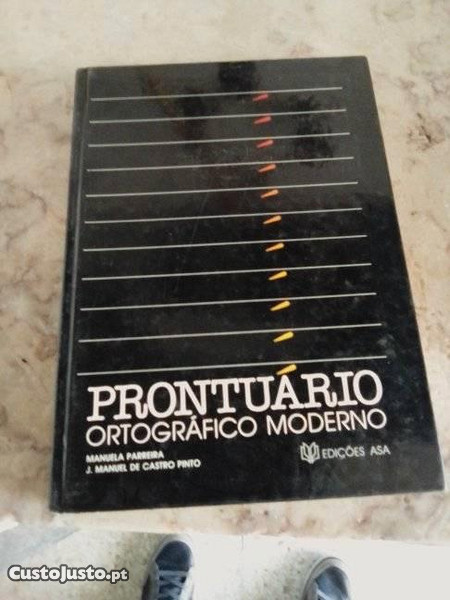 PRONTUÁRIO
ORTOGRÁFICO MODERNO
MANUELA PARREIRA
J. MANUEL DE CASTRO PINTO
EDIÇÕES ASA
CustoJusto.pt